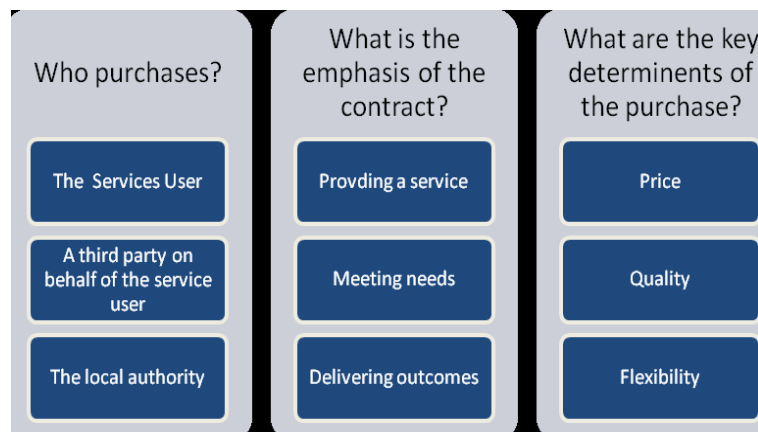 Who purchases?
The Services User
A third party on
behalf of the service
user
The local authority
What is the
emphasis of the
contract?
Provding a service
Meeting needs
Delivering outcomes
What are the key
determinents of
the purchase?
Price
Quality
Flexibility